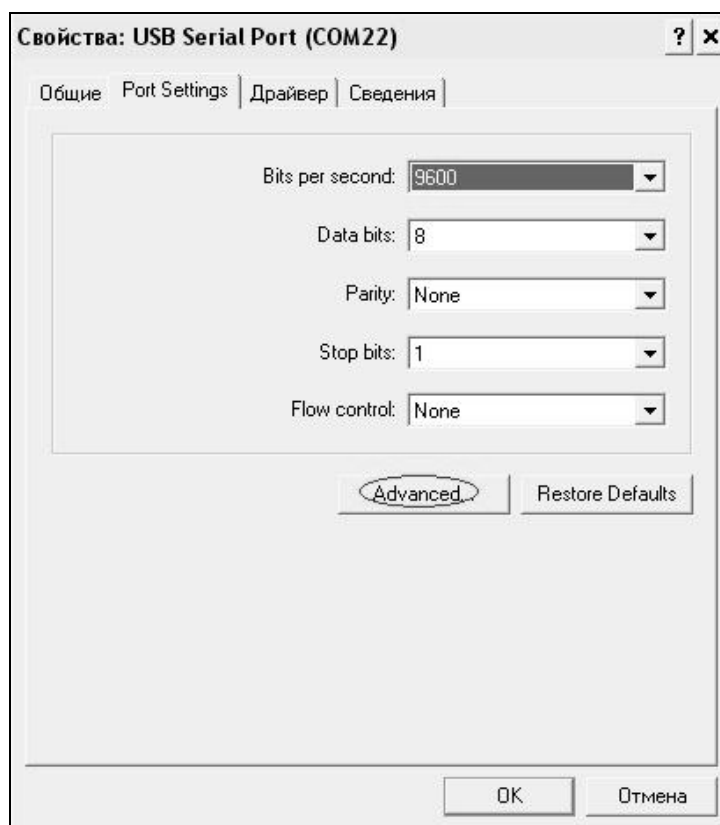 Свойства: USB Serial Port (COM22)
? ×
Общие Port Settings Драйвер Сведения
Bits per second: 9600
Data bits: 8
Parity: None
Stop bits: 1
Flow control: None
Advanced... Restore Defaults
OK Отмена